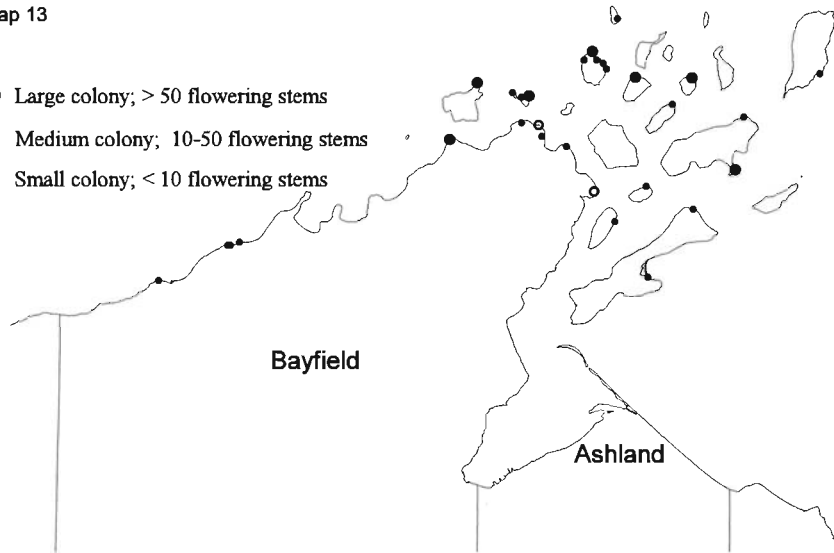 ap 13
Large colony; > 50 flowering stems
Medium colony; 10-50 flowering stems
Small colony; < 10 flowering stems
Bayfield
Ashland